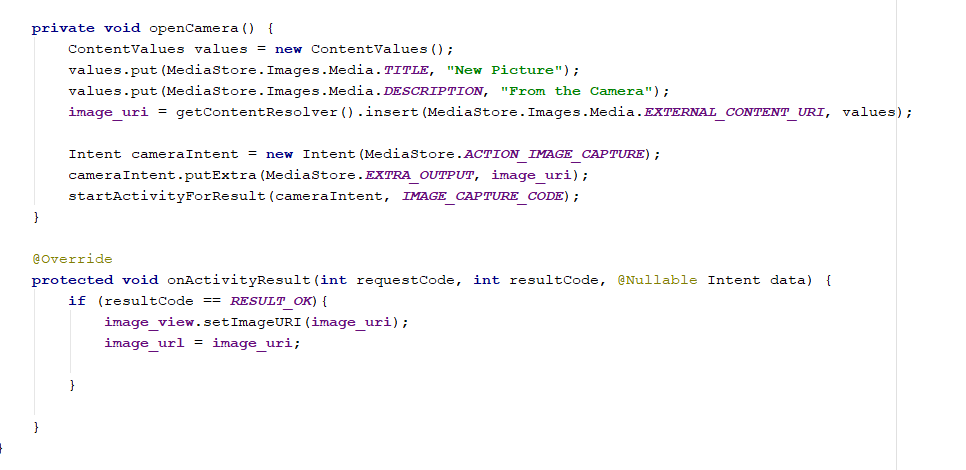 private void openCamera() {
ContentValues values = new ContentValues();
values.put(MediaStore.Images.Media.TITLE, "New Picture");
values.put(MediaStore.Images.Media.DESCRIPTION, "From the Camera");
image_uri = getContentResolver().insert(MediaStore.Images.Media.EXTERNAL_CONTENT_URI, values);
Intent cameraIntent = new Intent(MediaStore.ACTION_IMAGE_CAPTURE);
cameraIntent.putExtra(MediaStore.EXTRA_OUTPUT, image_uri);
startActivityForResult(cameraIntent, IMAGE_CAPTURE_CODE);
}
@Override
protected void onActivityResult(int requestCode, int resultCode, @Nullable Intent data) {
if (resultCode == RESULT_OK){
image_view.setImageURI(image_uri);
image_url = image_uri;
}
}
}